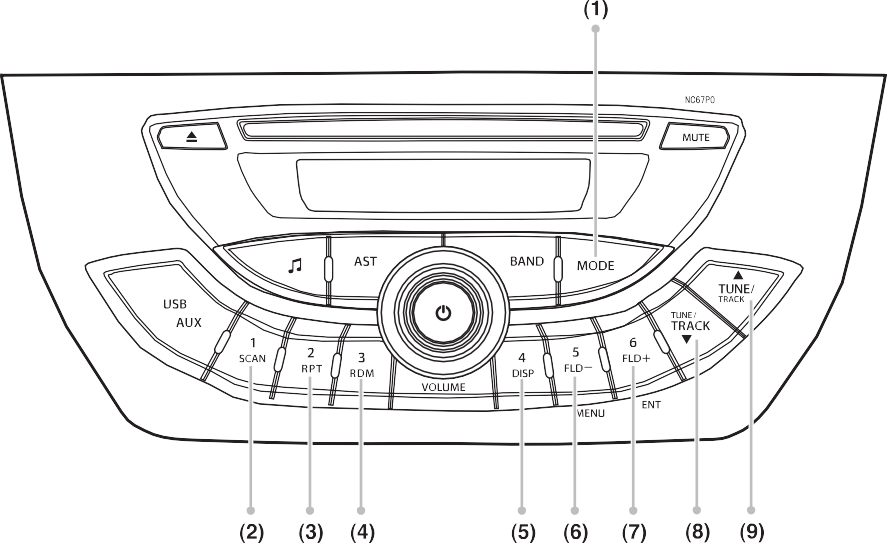 (1)
NC67P0
MUTE
AST
BAND
MODE
TUNE/
TRACK
USB
AUX
TUNE/
TRACK
1
SCAN
2
RPT
3
RDM
VOLUME
4
DISP
5
FLD−
6
FLD+
MENU
ENT
(2)
(3)
(4)
(5)
(6)
(7)
(8)
(9)